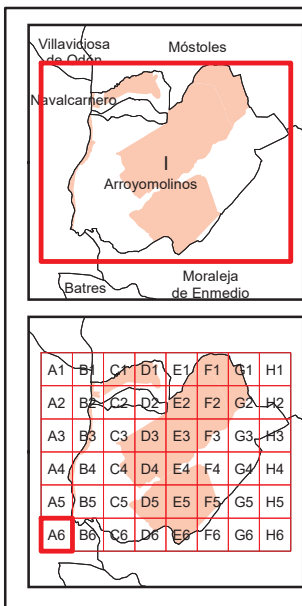 Villaviciosa
de Odón
Móstoles
Navalcarnero
I
Arroyomolinos
Batres
Moraleja
de Enmedio
A1 B1 C1 D1 E1 F1 G1 H1
A2 B2 C2 D2 E2 F2 G2 H2
A3 B3 C3 D3 E3 F3 G3 H3
A4 B4 C4 D4 E4 F4 G4 H4
A5 B5 C5 D5 E5 F5 G5 H5
A6 B6 C6 D6 E6 F6 G6 H6